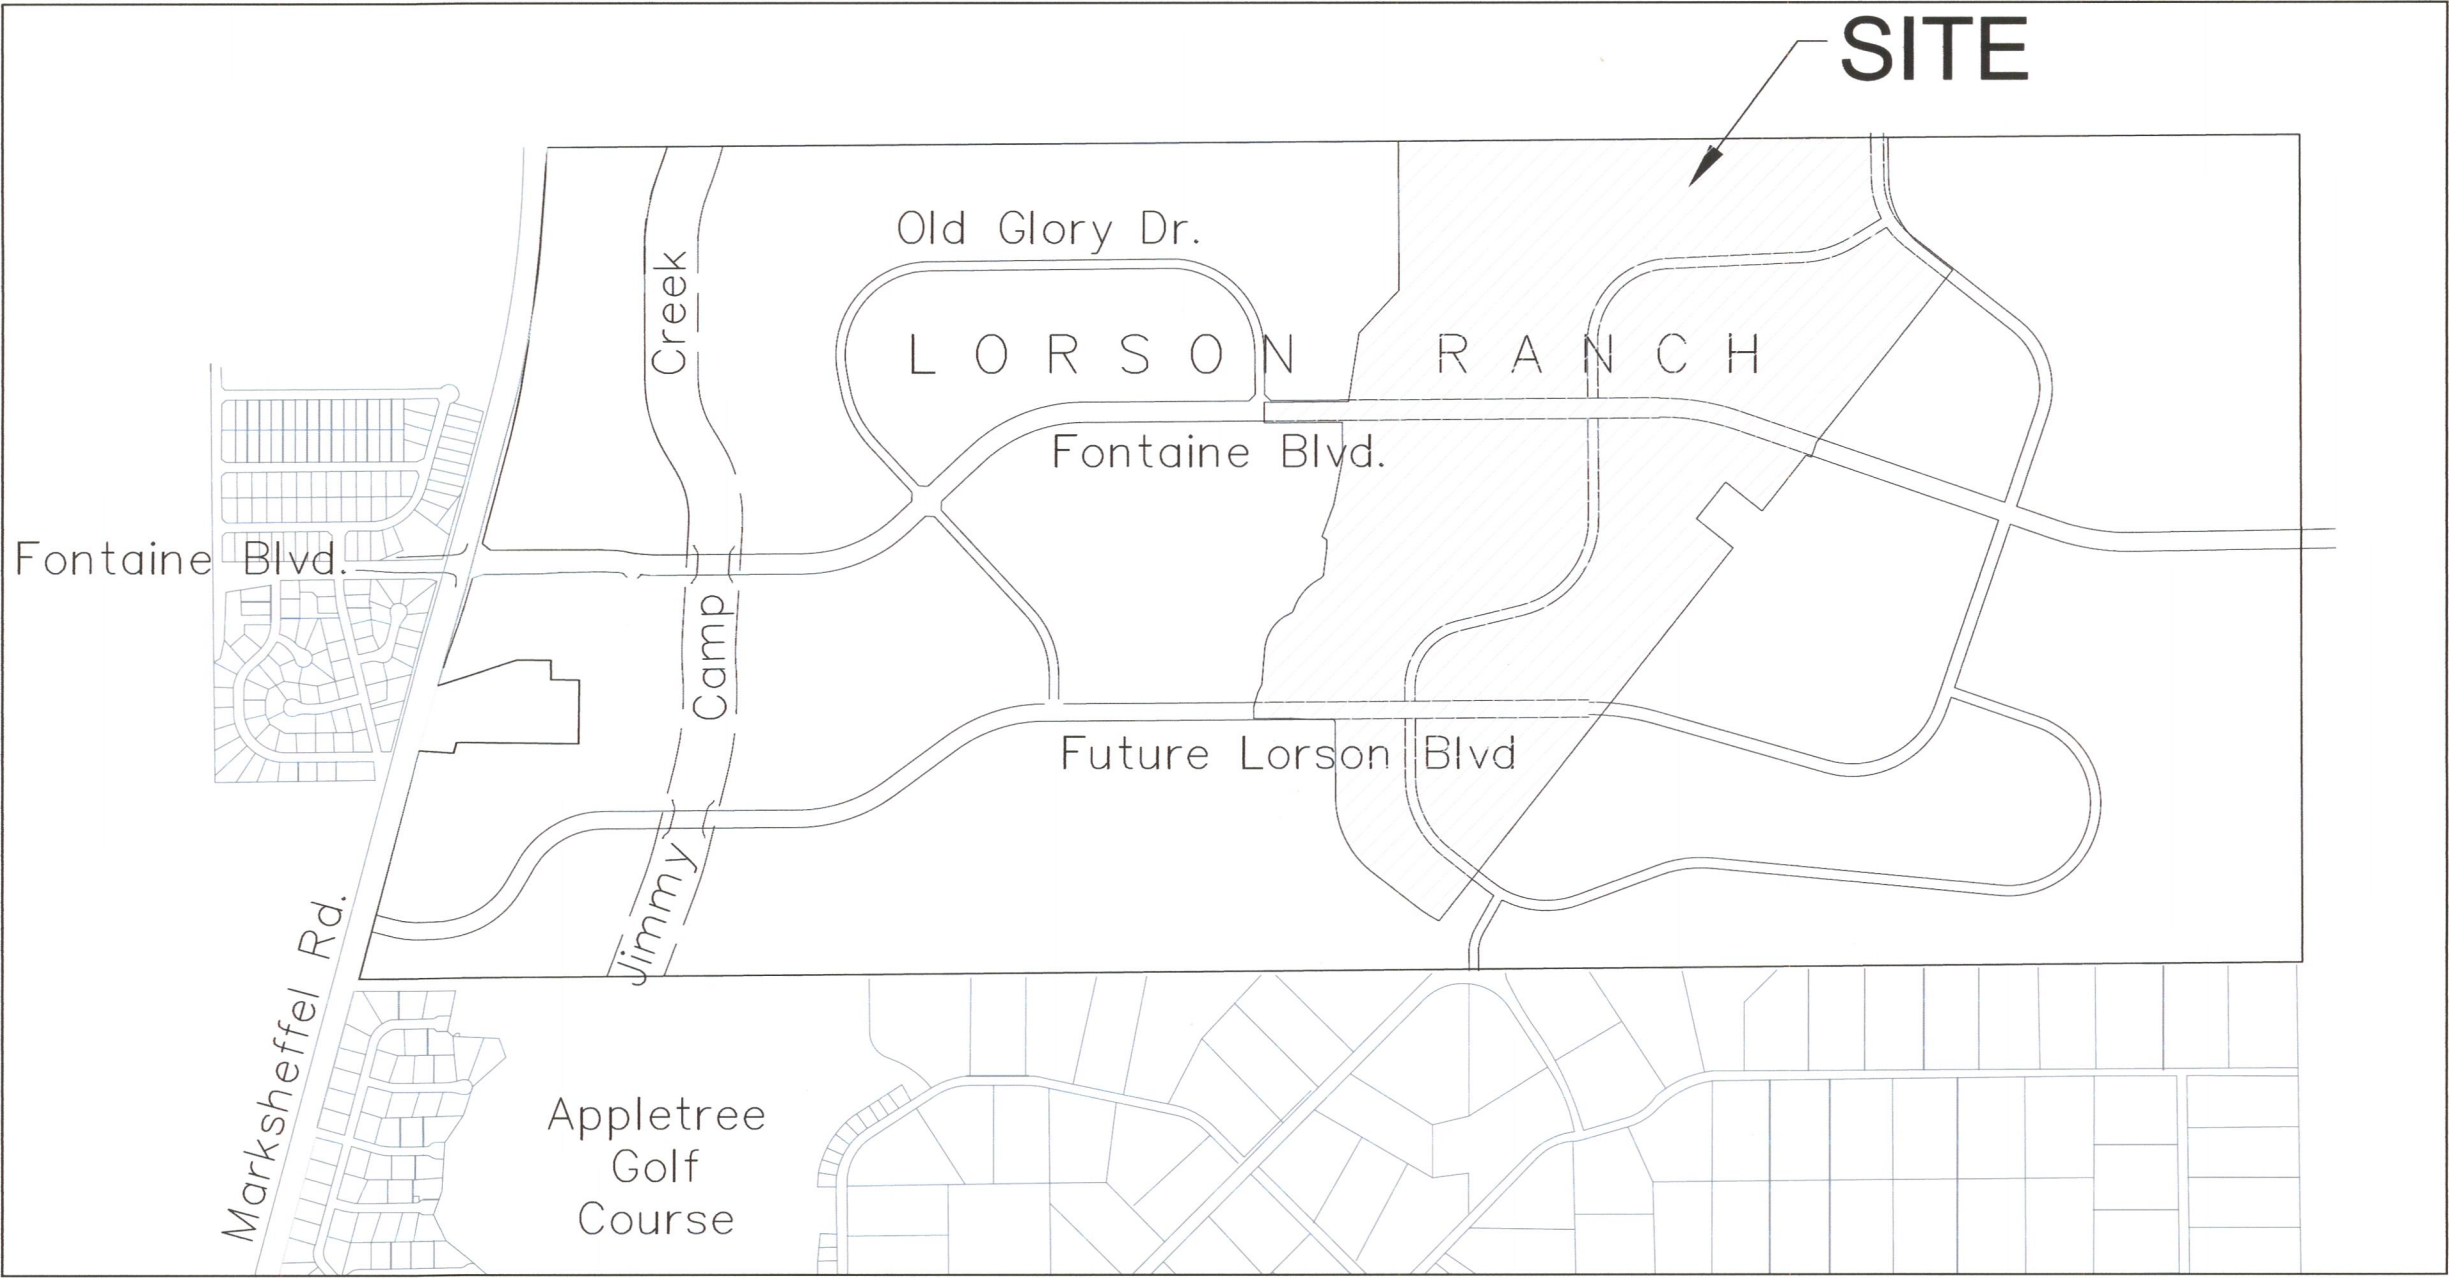 SITE
Old Glory Dr.
Creek
LORSON RANCH
Fontaine Blvd.
Fontaine Blvd.
Camp
Future Lorson Blvd
Jimmy
Marksheffel Rd.
Appletree
Golf
Course